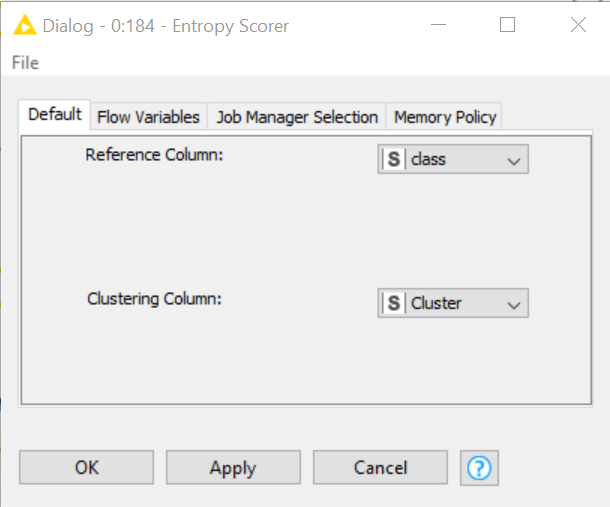 Dialog - 0:184 - Entropy Scorer
File
Default Flow Variables Job Manager Selection Memory Policy
Reference Column: S class
Clustering Column: S Cluster
OK Apply Cancel ?